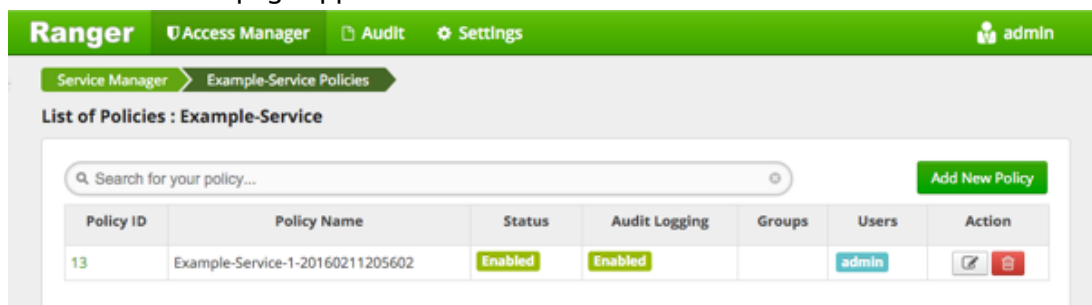 Ranger Access Manager Audit Settings admin
Service Manager Example-Service Policies
List of Policies : Example-Service
Search for your policy... Add New Policy
Policy ID Policy Name Status Audit Logging Groups Users Action
13 Example-Service-1-20160211205602 Enabled Enabled admin